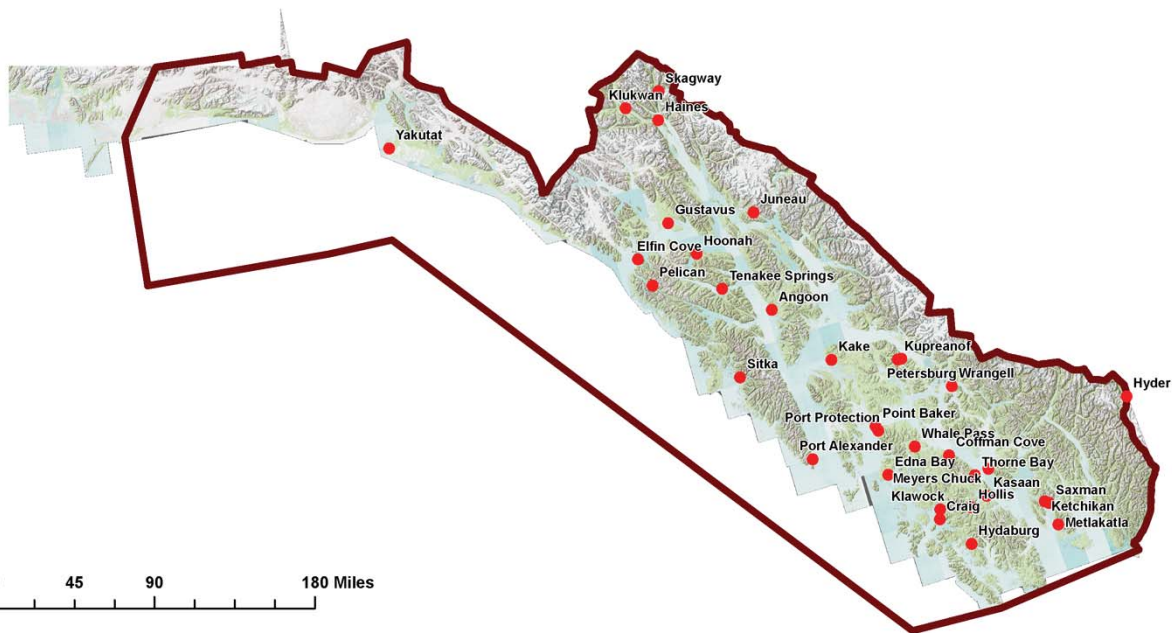 Skagway
Klukwan
Haines
Yakutat
Gustavus
Juneau
Elfin Cove
Hoonah
Pelican
Tenakee Springs
Angoon
Kake
Kupreanof
Sitka
Petersburg
Wrangell
Hyder
Port Protection
Point Baker
Whale Pass
Port Alexander
Coffman Cove
Edna Bay
Thorne Bay
Meyers Chuck
Kasaan
Klawock
Hollis
Saxman
Craig
Ketchikan
Metlakatla
Hydaburg
45 90 180 Miles